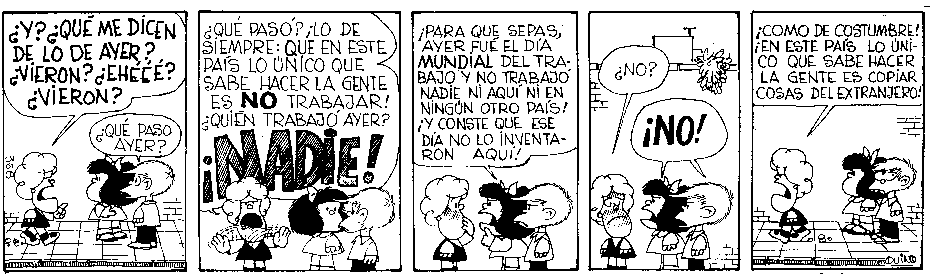 ¿Y? ¿QUÉ ME DICEN
DE LO DE AYER?
¿VIERON? ¿EHÉÉÉ?
¿VIERON?
¿QUÉ PASO
AYER?
¿QUÉ PASÓ? ¡LO DE
SIEMPRE: QUE EN ESTE
PAÍS LO ÚNICO QUE
SABE HACER LA GENTE
ES NO TRABAJAR!
¿QUIÉN TRABAJÓ AYER?
¡NADIE!
¡PARA QUE SEPAS,
AYER FUÉ EL DÍA
MUNDIAL DEL TRA-
BAJO Y NO TRABAJÓ
NADIE NI AQUÍ NI EN
NINGÚN OTRO PAÍS!
¡Y CONSTE QUE ESE
DÍA NO LO INVENTA-
RON AQUÍ!
¿NO?
¡NO!
¡COMO DE COSTUMBRE!
¡EN ESTE PAÍS LO ÚNI-
CO QUE SABE HACER
LA GENTE ES COPIAR
COSAS DEL EXTRANJERO!
QUINO